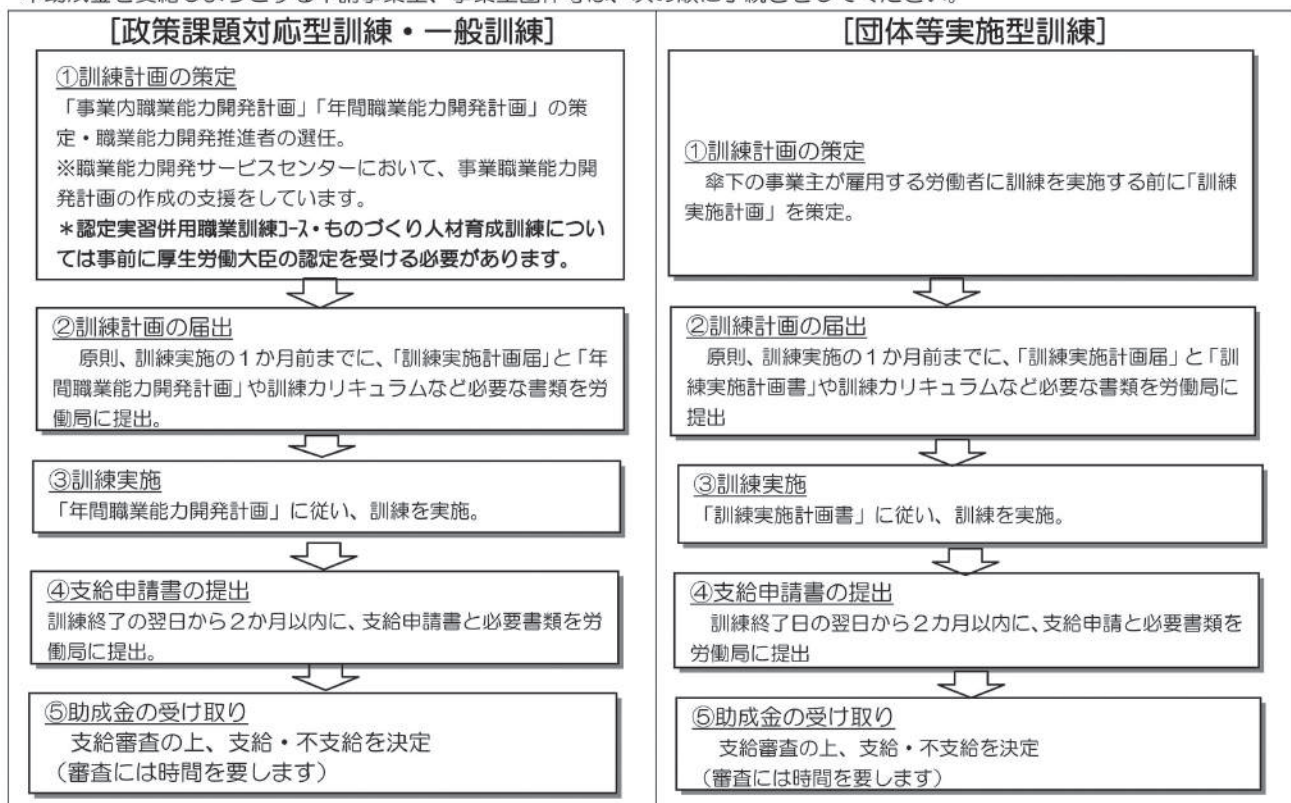 [政策課題対応型訓練・一般訓練]
①訓練計画の策定
「事業内職業能力開発計画」「年間職業能力開発計画」の策
定・職業能力開発推進者の選任。
※職業能力開発サービスセンターにおいて、事業職業能力開
発計画の作成の支援をしています。
＊認定実習併用職業訓練ｺｰｽ・ものづくり人材育成訓練につい
ては事前に厚生労働大臣の認定を受ける必要があります。
②訓練計画の届出
原則、訓練実施の１か月前までに、「訓練実施計画届」と「年
間職業能力開発計画」や訓練カリキュラムなど必要な書類を労
働局に提出。
③訓練実施
「年間職業能力開発計画」に従い、訓練を実施。
④支給申請書の提出
訓練終了の翌日から２か月以内に、支給申請書と必要書類を労
働局に提出。
⑤助成金の受け取り
支給審査の上、支給・不支給を決定
（審査には時間を要します）
[団体等実施型訓練]
①訓練計画の策定
傘下の事業主が雇用する労働者に訓練を実施する前に「訓練
実施計画」を策定。
②訓練計画の届出
原則、訓練実施の１か月前までに、「訓練実施計画届」と「訓
練実施計画書」や訓練カリキュラムなど必要な書類を労働局に
提出
③訓練実施
「訓練実施計画書」に従い、訓練を実施。
④支給申請書の提出
訓練終了日の翌日から２カ月以内に、支給申請と必要書類を
労働局に提出
⑤助成金の受け取り
支給審査の上、支給・不支給を決定
（審査には時間を要します）